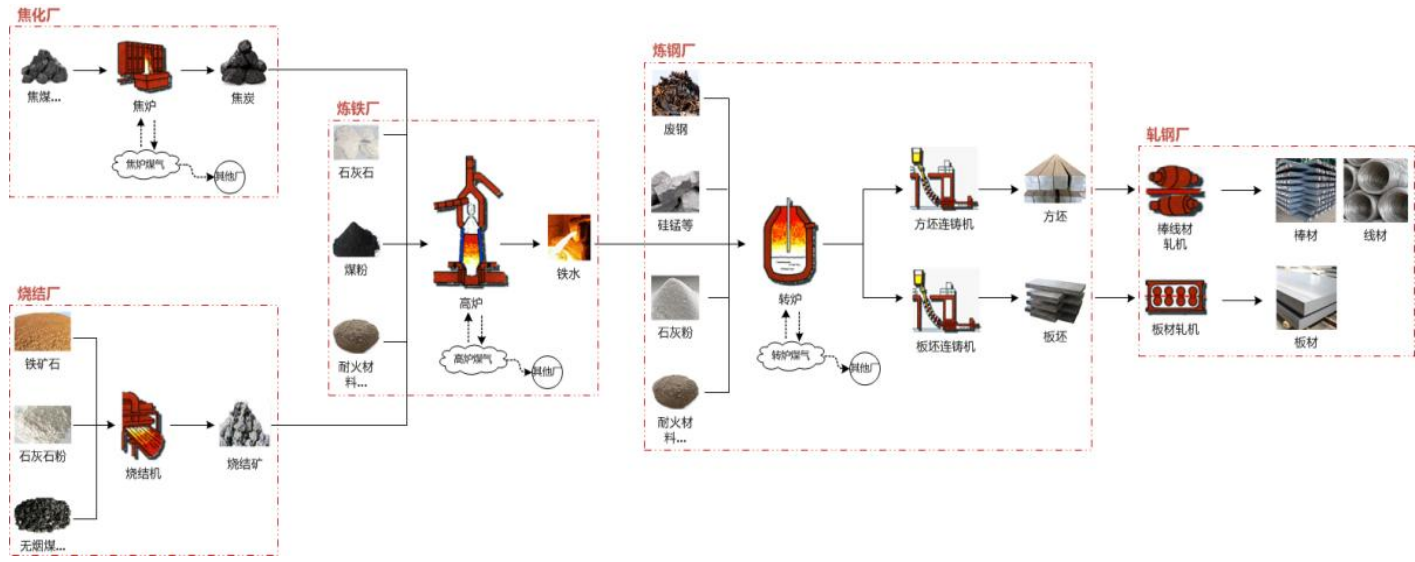 焦化厂
焦煤...
焦炉
焦炭
焦炉煤气
其他厂
烧结厂
铁矿石
石灰石粉
无烟煤...
烧结机
烧结矿
炼铁厂
石灰石
煤粉
耐火材
料...
高炉
铁水
高炉煤气
其他厂
炼钢厂
废钢
硅锰等
石灰粉
耐火材
料...
转炉
转炉煤气
其他厂
方坯连铸机
方坯
板坯连铸机
板坯
轧钢厂
棒线材
轧机
棒材
线材
板材轧机
板材